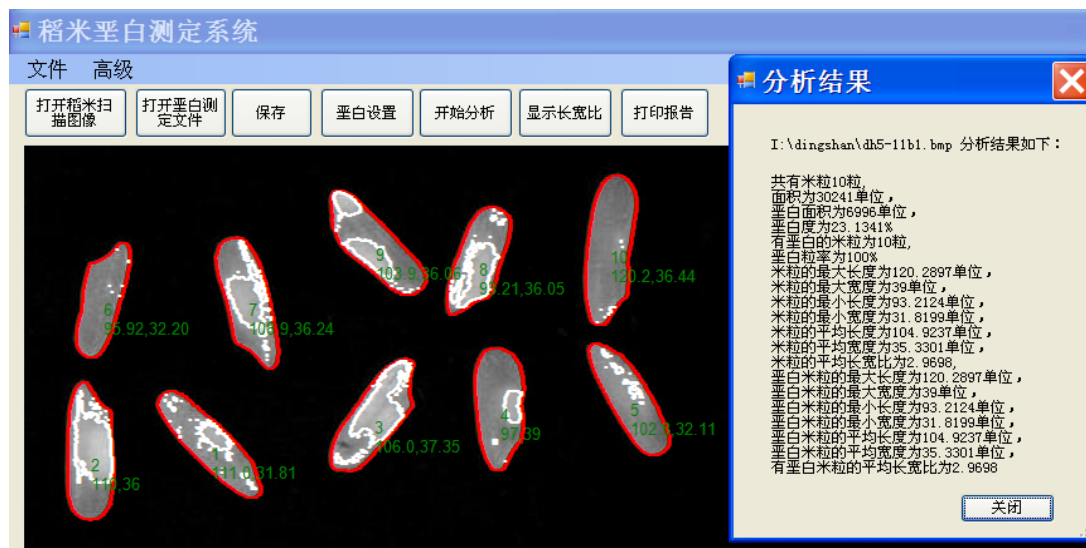 稻米垩白测定系统
文件 高级
打开稻米扫
描图像
打开垩白测
定文件
保存
垩白设置
开始分析
显示长宽比
打印报告
9
103.9,36.06
8
93.21,36.05
10
120.2,36.44
6
95.92,32.20
7
106.9,36.24
2
110,36
1
111.0,31.81
3
106.0,37.35
4
97,39
5
102.3,32.11
分析结果
I:\dingshan\dh5-11b1.bmp 分析结果如下：
共有米粒10粒,
面积为30241单位，
垩白面积为6996单位，
垩白度为23.1341%
有垩白的米粒为10粒,
垩白粒率为100%
米粒的最大长度为120.2897单位，
米粒的最大宽度为39单位，
米粒的最小长度为93.2124单位，
米粒的最小宽度为31.8199单位，
米粒的平均长度为104.9237单位，
米粒的平均宽度为35.3301单位，
米粒的平均长宽比为2.9698,
垩白米粒的最大长度为120.2897单位，
垩白米粒的最大宽度为39单位，
垩白米粒的最小长度为93.2124单位，
垩白米粒的最小宽度为31.8199单位，
垩白米粒的平均长度为104.9237单位，
垩白米粒的平均宽度为35.3301单位，
有垩白米粒的平均长宽比为2.9698
关闭